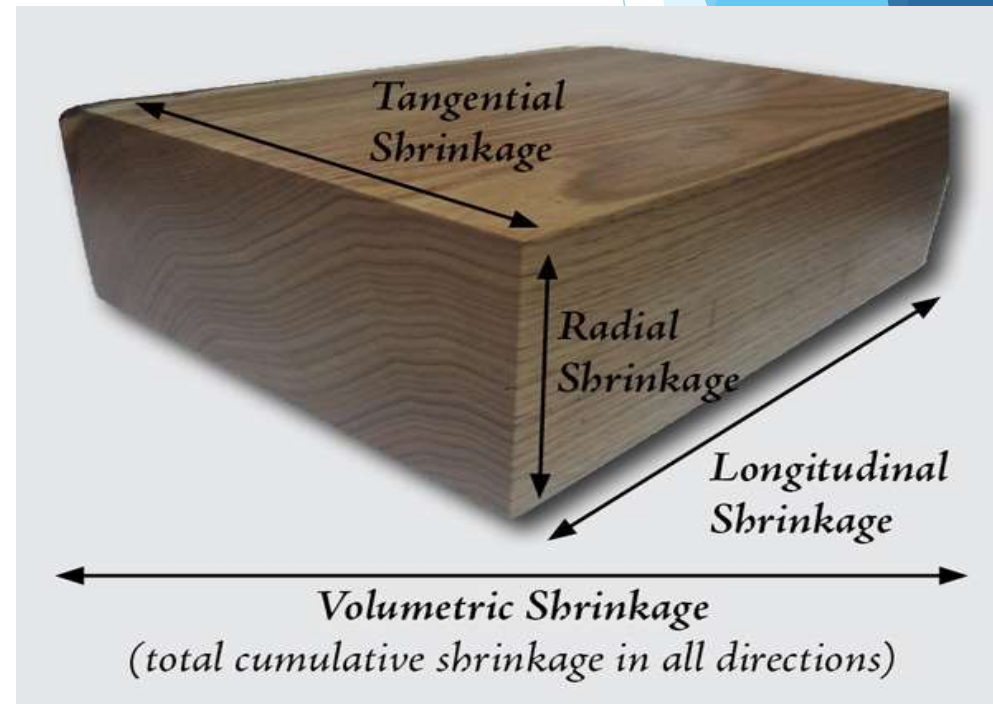 Tangential
Shrinkage
Radial
Shrinkage
Longitudinal
Shrinkage
Volumetric Shrinkage
(total cumulative shrinkage in all directions)